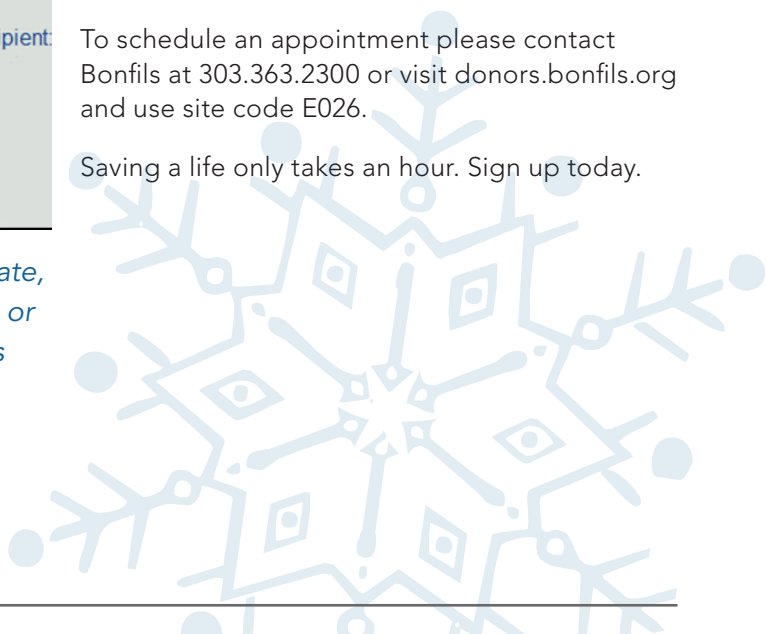 To schedule an appointment please contact
Bonfils at 303.363.2300 or visit donors.bonfils.org
and use site code E026.
Saving a life only takes an hour. Sign up today.
or